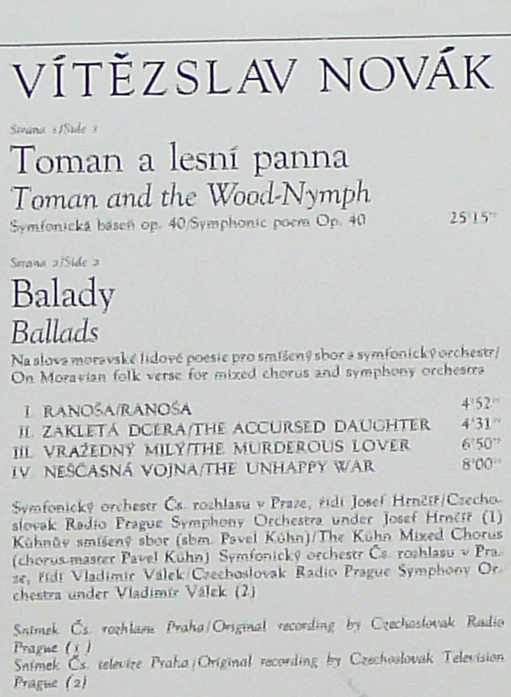 VÍTĚZSLAV NOVÁK
Strana 1/Side 1
Toman a lesní panna
Toman and the Wood-Nymph
Symfonická báseň op. 40/Symphonic poem Op. 40 25'15"
Strana 2/Side 2
Balady
Ballads
Na slova moravské lidové poesie pro smíšený sbor a symfonický orchestr/
On Moravian folk verse for mixed chorus and symphony orchestra
I. RANOŠA/RANOŠA 4'52"
II. ZAKLETÁ DCERA/THE ACCURSED DAUGHTER 4'31"
III. VRAŽEDNÝ MILÝ/THE MURDEROUS LOVER 6'50"
IV. NEŠČASNÁ VOJNA/THE UNHAPPY WAR 8'00"
Symfonický orchestr Čs. rozhlasu v Praze, řídí Josef Hrnčíř/Czecho-
slovak Radio Prague Symphony Orchestra under Josef Hrnčíř (1)
Kühnův smíšený sbor (sbm. Pavel Kühn)/The Kühn Mixed Chorus
(chorus-master Pavel Kühn) Symfonický orchestr Čs. rozhlasu v Pra-
ze, řídí Vladimír Válek/Czechoslovak Radio Prague Symphony Or-
chestra under Vladimír Válek (2)
Snímek Čs. rozhlasu Praha/Original recording by Czechoslovak Radio
Prague (1)
Snímek Čs. televize Praha/Original recording by Czechoslovak Television
Prague (2)